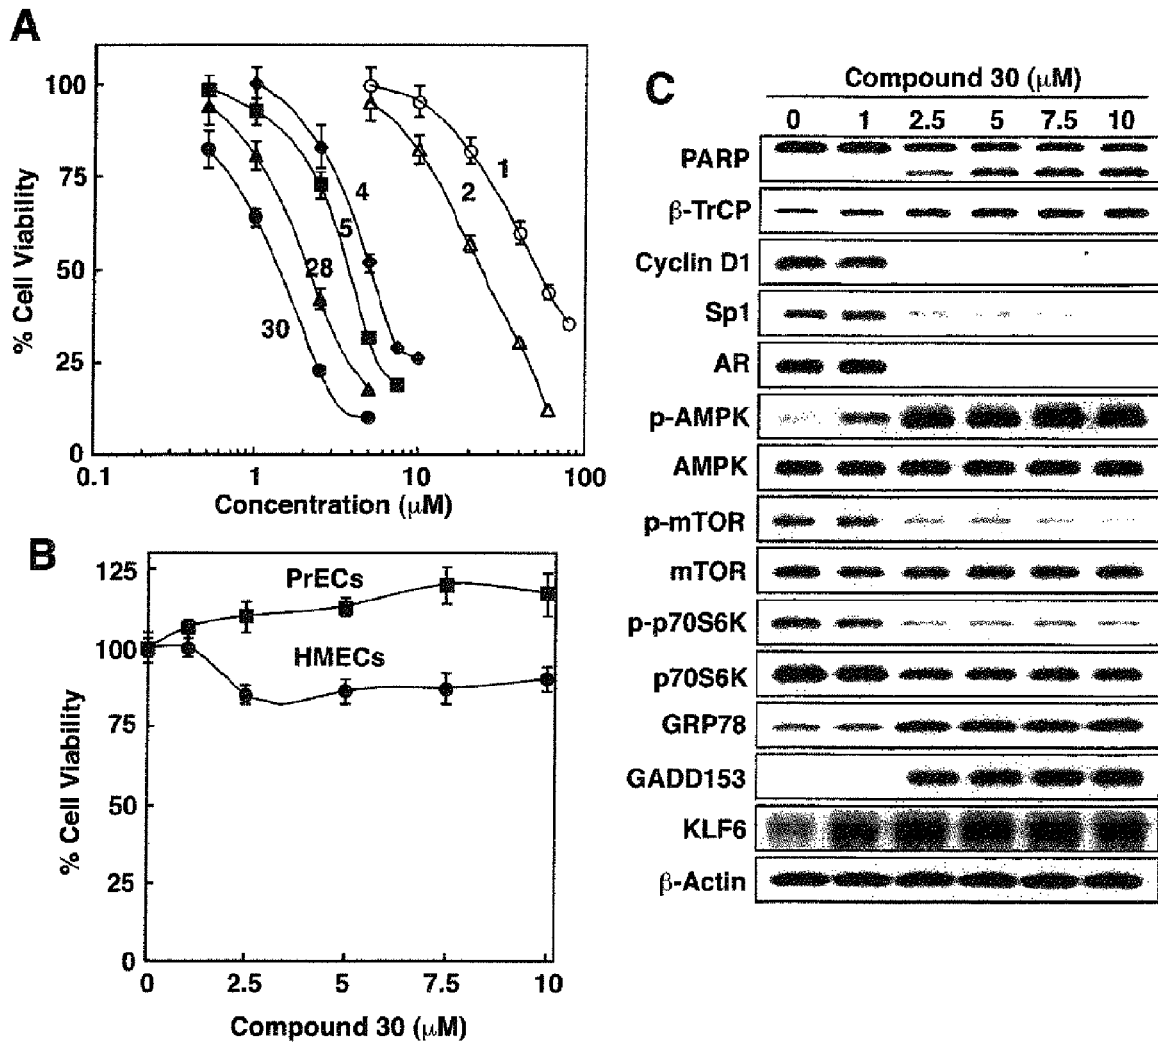 A
100
75
50
25
0
% Cell Viability
1
2
4
5
28
30
0.1
1
10
100
Concentration (μM)
B
125
100
75
50
25
0
% Cell Viability
PrECs
HMECs
0
2.5
5
7.5
10
Compound 30 (μM)
C
Compound 30 (μM)
0 1 2.5 5 7.5 10
PARP
β-TrCP
Cyclin D1
Sp1
AR
p-AMPK
AMPK
p-mTOR
mTOR
p-p70S6K
p70S6K
GRP78
GADD153
KLF6
β-Actin